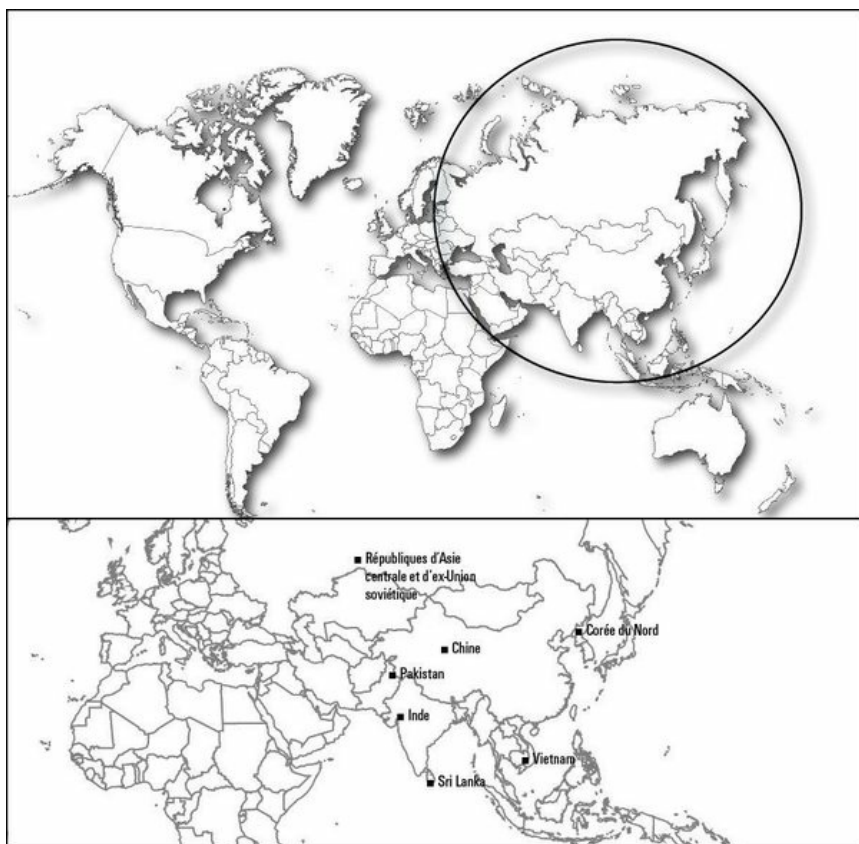 Républiques d'Asie
centrale et d'ex-Union
soviétique
Corée du Nord
Chine
Pakistan
Inde
Vietnam
Sri Lanka